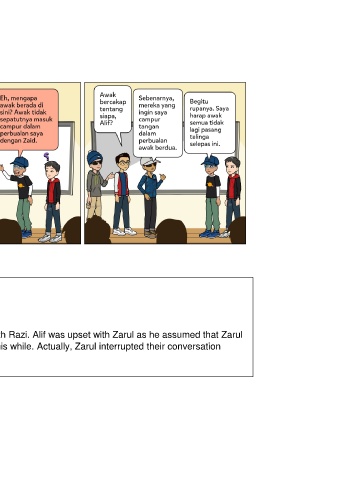 Eh, mengapa
awak berada di
sini? Awak tidak
sepatutnya masuk
campur dalam
perbualan saya
dengan Zaid.
Awak
bercakap
tentang
siapa,
Alif?
Sebenarnya,
mereka yang
ingin saya
campur
tangan
dalam
perbualan
awak berdua.
Begitu
rupanya. Saya
harap awak
semua tidak
lagi pasang
telinga
selepas ini.
h Razi. Alif was upset with Zarul as he assumed that Zarul
is while. Actually, Zarul interrupted their conversation